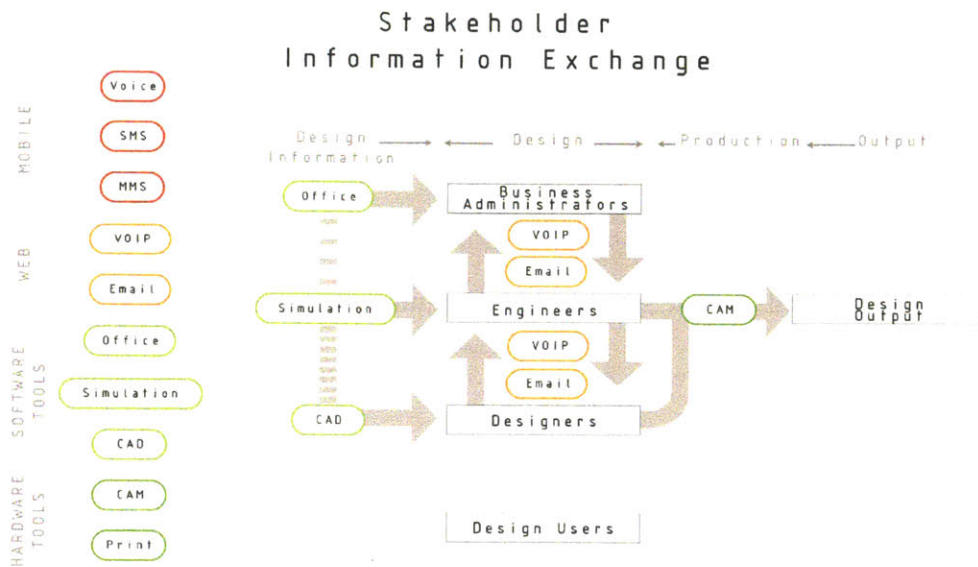 Stakeholder
Information Exchange
MOBILE
Voice
SMS
MMS
WEB
VOIP
Email
SOFTWARE
TOOLS
Office
Simulation
CAD
HARDWARE
TOOLS
CAM
Print
Design
Information
Design
Production
Output
Office
Business
Administrators
VOIP
Email
Simulation
Engineers
CAM
Design
Output
VOIP
Email
CAD
Designers
Design Users